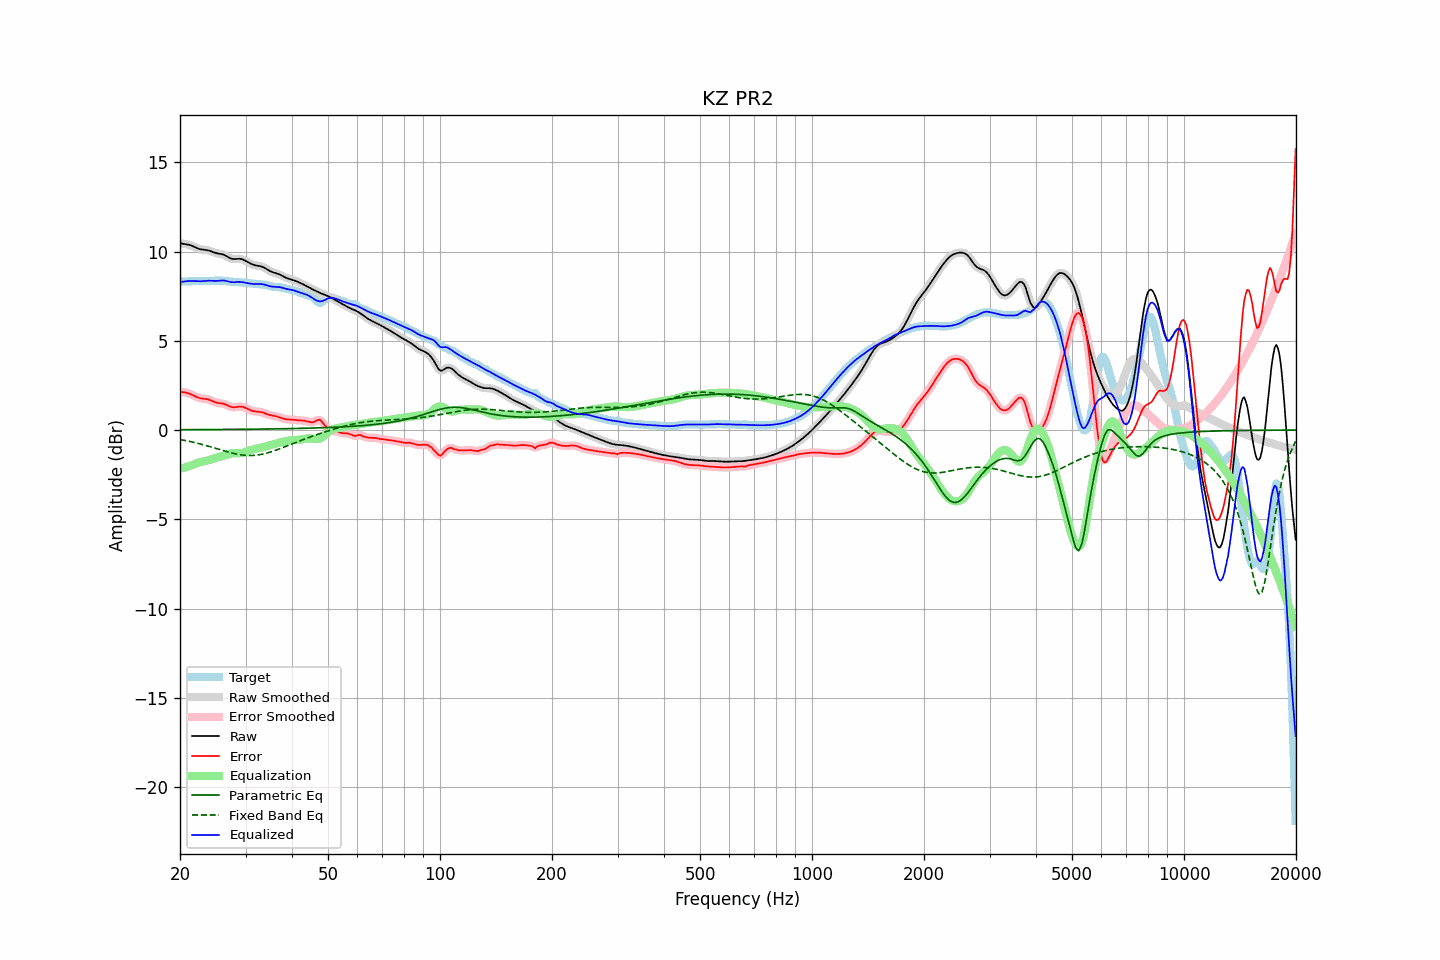 KZ PR2
Amplitude (dBr)
15
10
5
0
−5
−10
−15
−20
Target
Raw Smoothed
Error Smoothed
Raw
Error
Equalization
Parametric Eq
Fixed Band Eq
Equalized
20 50 100 200 500 1000 2000 5000 10000 20000
Frequency (Hz)